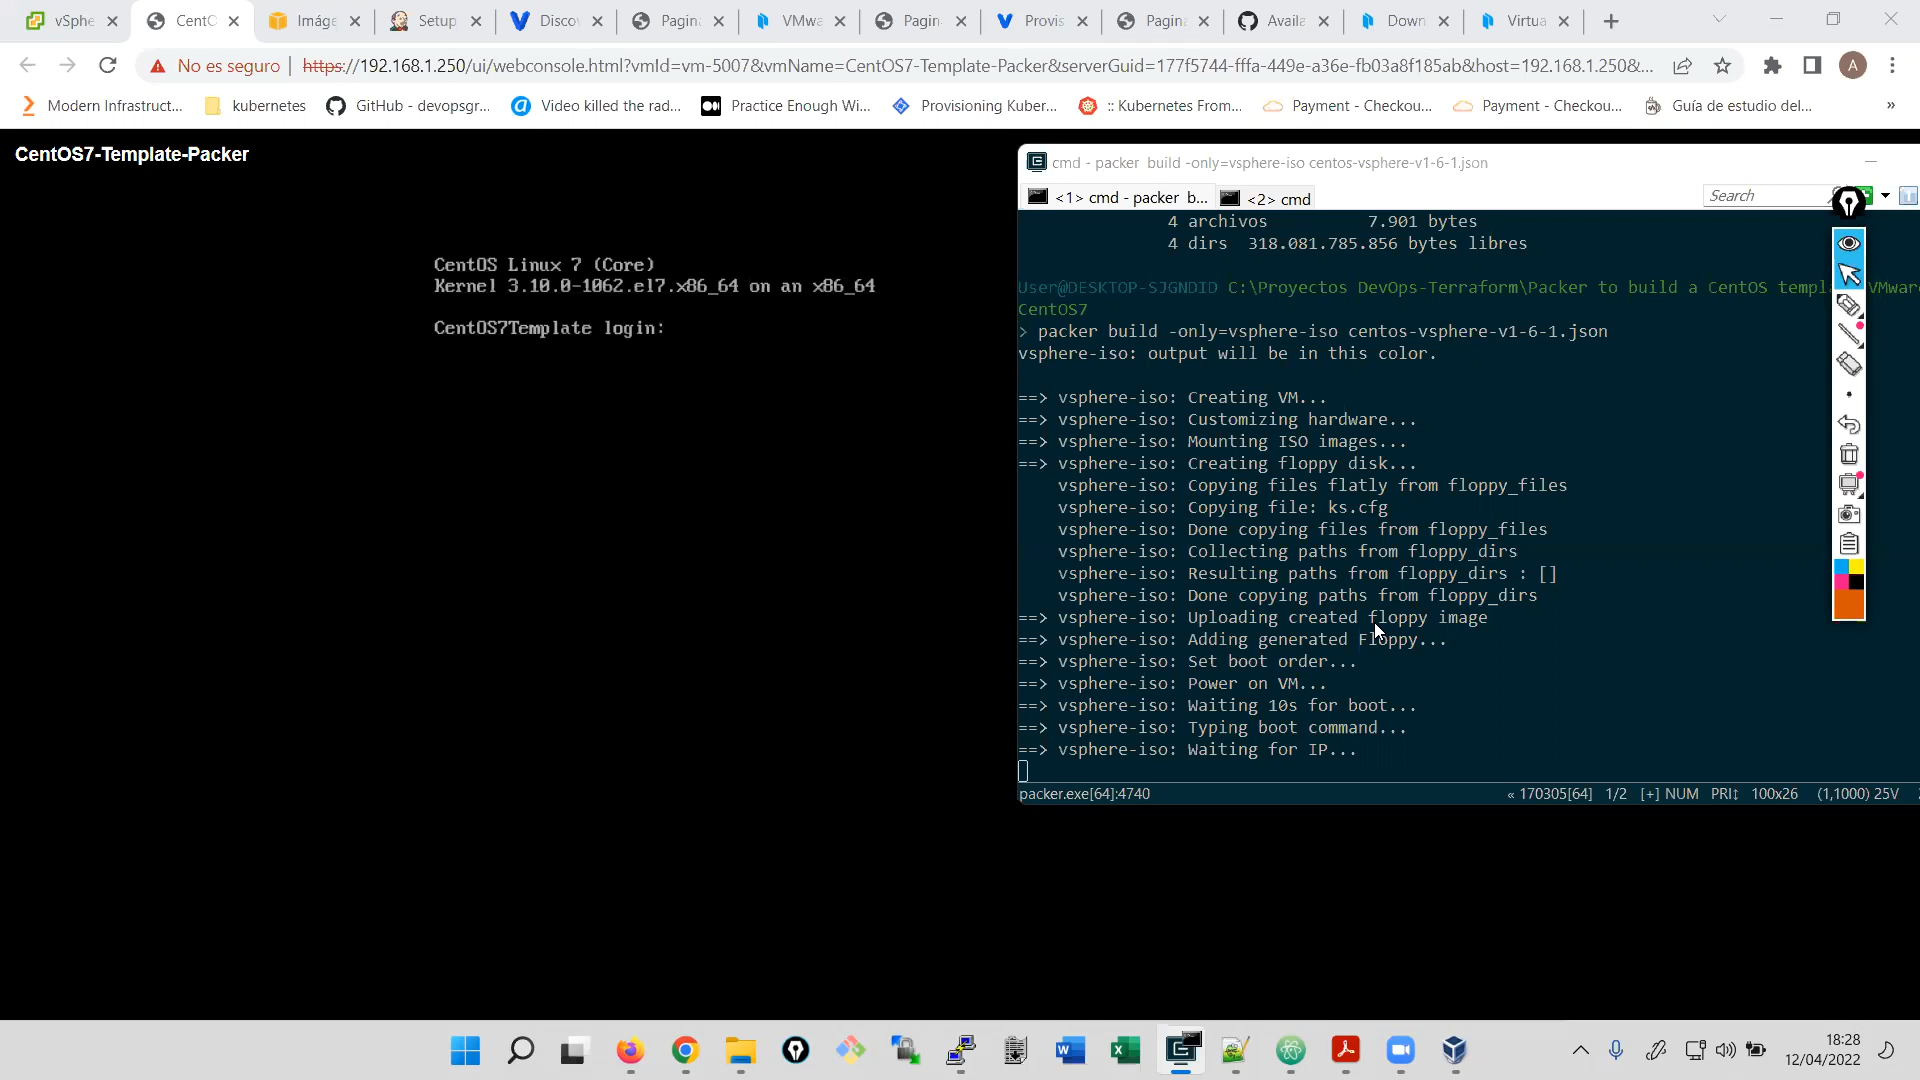 vSphe
CentO
Imáge
Setup
Disco
Pagina
VMwa
Pagin
Provis
Pagina
Availa
Down
Virtua
No es seguro
https://192.168.1.250/ui/webconsole.html?vmId=vm-5007&vmName=CentOS7-Template-Packer&serverGuid=177f5744-fffa-449e-a36e-fb03a8f185ab&host=192.168.1.250&...
A
Modern Infrastruct...
kubernetes
GitHub - devopsgr...
Video killed the rad...
Practice Enough Wi...
Provisioning Kuber...
:: Kubernetes From...
Payment - Checkou...
Payment - Checkou...
Guía de estudio del...
»
CentOS7-Template-Packer
CentOS Linux 7 (Core)
Kernel 3.10.0-1062.el7.x86_64 on an x86_64
CentOS7Template login:
cmd - packer  build -only=vsphere-iso centos-vsphere-v1-6-1.json
<1> cmd - packer b...
<2> cmd
Search
4 archivos          7.901 bytes
4 dirs  318.081.785.856 bytes libres
User@DESKTOP-SJGNDID C:\Proyectos DevOps-Terraform\Packer to build a CentOS templ VMware
CentOS7
> packer build -only=vsphere-iso centos-vsphere-v1-6-1.json
vsphere-iso: output will be in this color.
==> vsphere-iso: Creating VM...
==> vsphere-iso: Customizing hardware...
==> vsphere-iso: Mounting ISO images...
==> vsphere-iso: Creating floppy disk...
vsphere-iso: Copying files flatly from floppy_files
vsphere-iso: Copying file: ks.cfg
vsphere-iso: Done copying files from floppy_files
vsphere-iso: Collecting paths from floppy_dirs
vsphere-iso: Resulting paths from floppy_dirs : []
vsphere-iso: Done copying paths from floppy_dirs
==> vsphere-iso: Uploading created floppy image
==> vsphere-iso: Adding generated Floppy...
==> vsphere-iso: Set boot order...
==> vsphere-iso: Power on VM...
==> vsphere-iso: Waiting 10s for boot...
==> vsphere-iso: Typing boot command...
==> vsphere-iso: Waiting for IP...
packer.exe[64]:4740
« 170305[64]  1/2  [+] NUM  PRI↕  100x26  (1,1000) 25V
18:28
12/04/2022